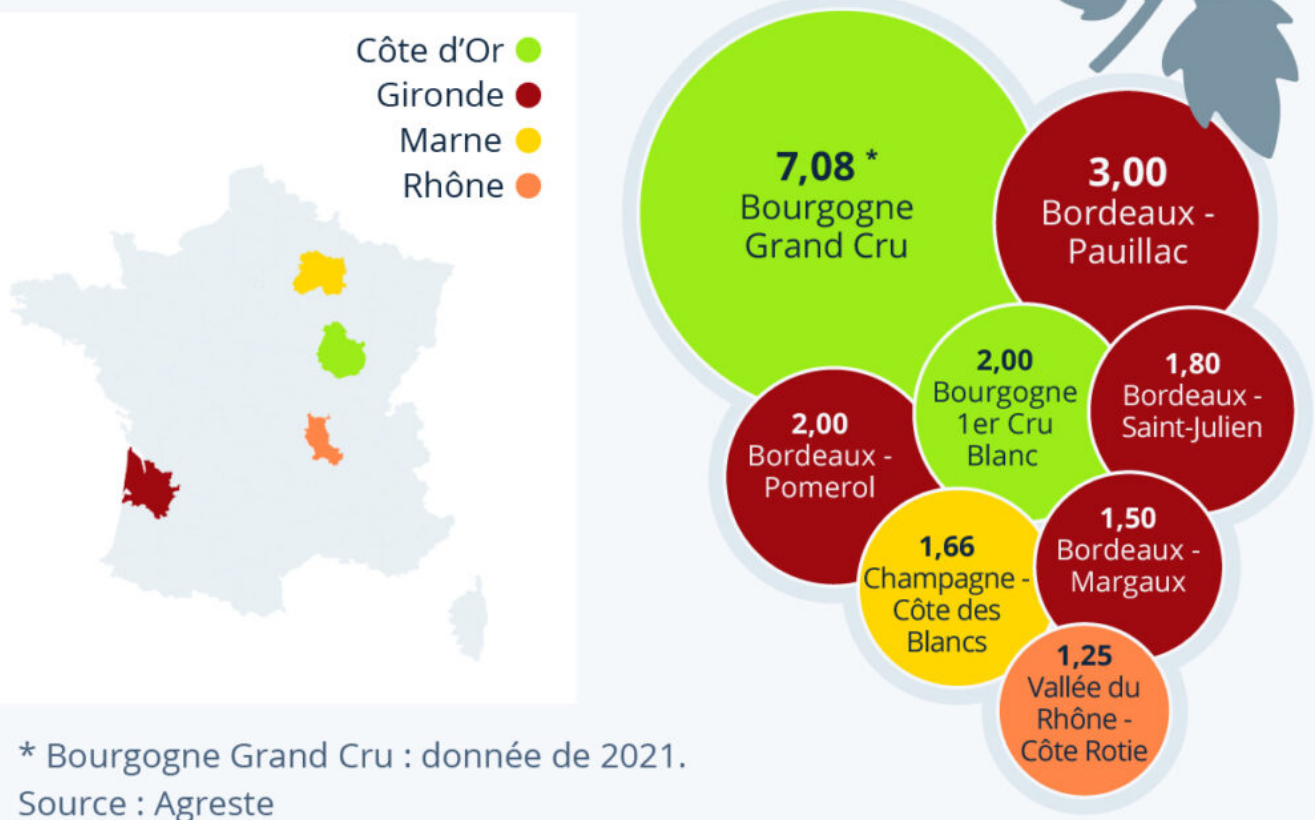 Côte d'Or
Gironde
Marne
Rhône
7,08 *
Bourgogne
Grand Cru
3,00
Bordeaux -
Pauillac
2,00
Bourgogne
1er Cru
Blanc
1,80
Bordeaux -
Saint-Julien
2,00
Bordeaux -
Pomerol
1,66
Champagne -
Côte des
Blancs
1,50
Bordeaux -
Margaux
1,25
Vallée du
Rhône -
Côte Rotie
* Bourgogne Grand Cru : donnée de 2021.
Source : Agreste